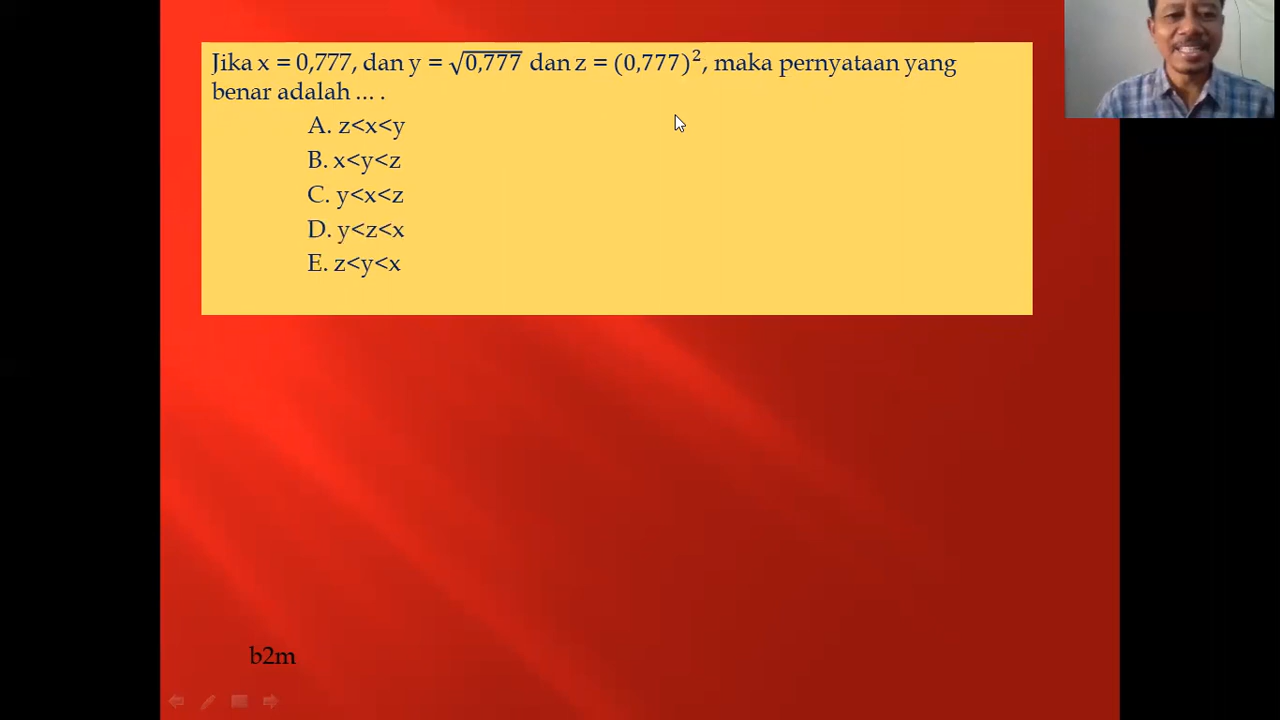 Jika x = 0,777, dan y = √0,777 dan z = (0,777)², maka pernyataan yang
benar adalah ... .
A. z<x<y
B. x<y<z
C. y<x<z
D. y<z<x
E. z<y<x
b2m